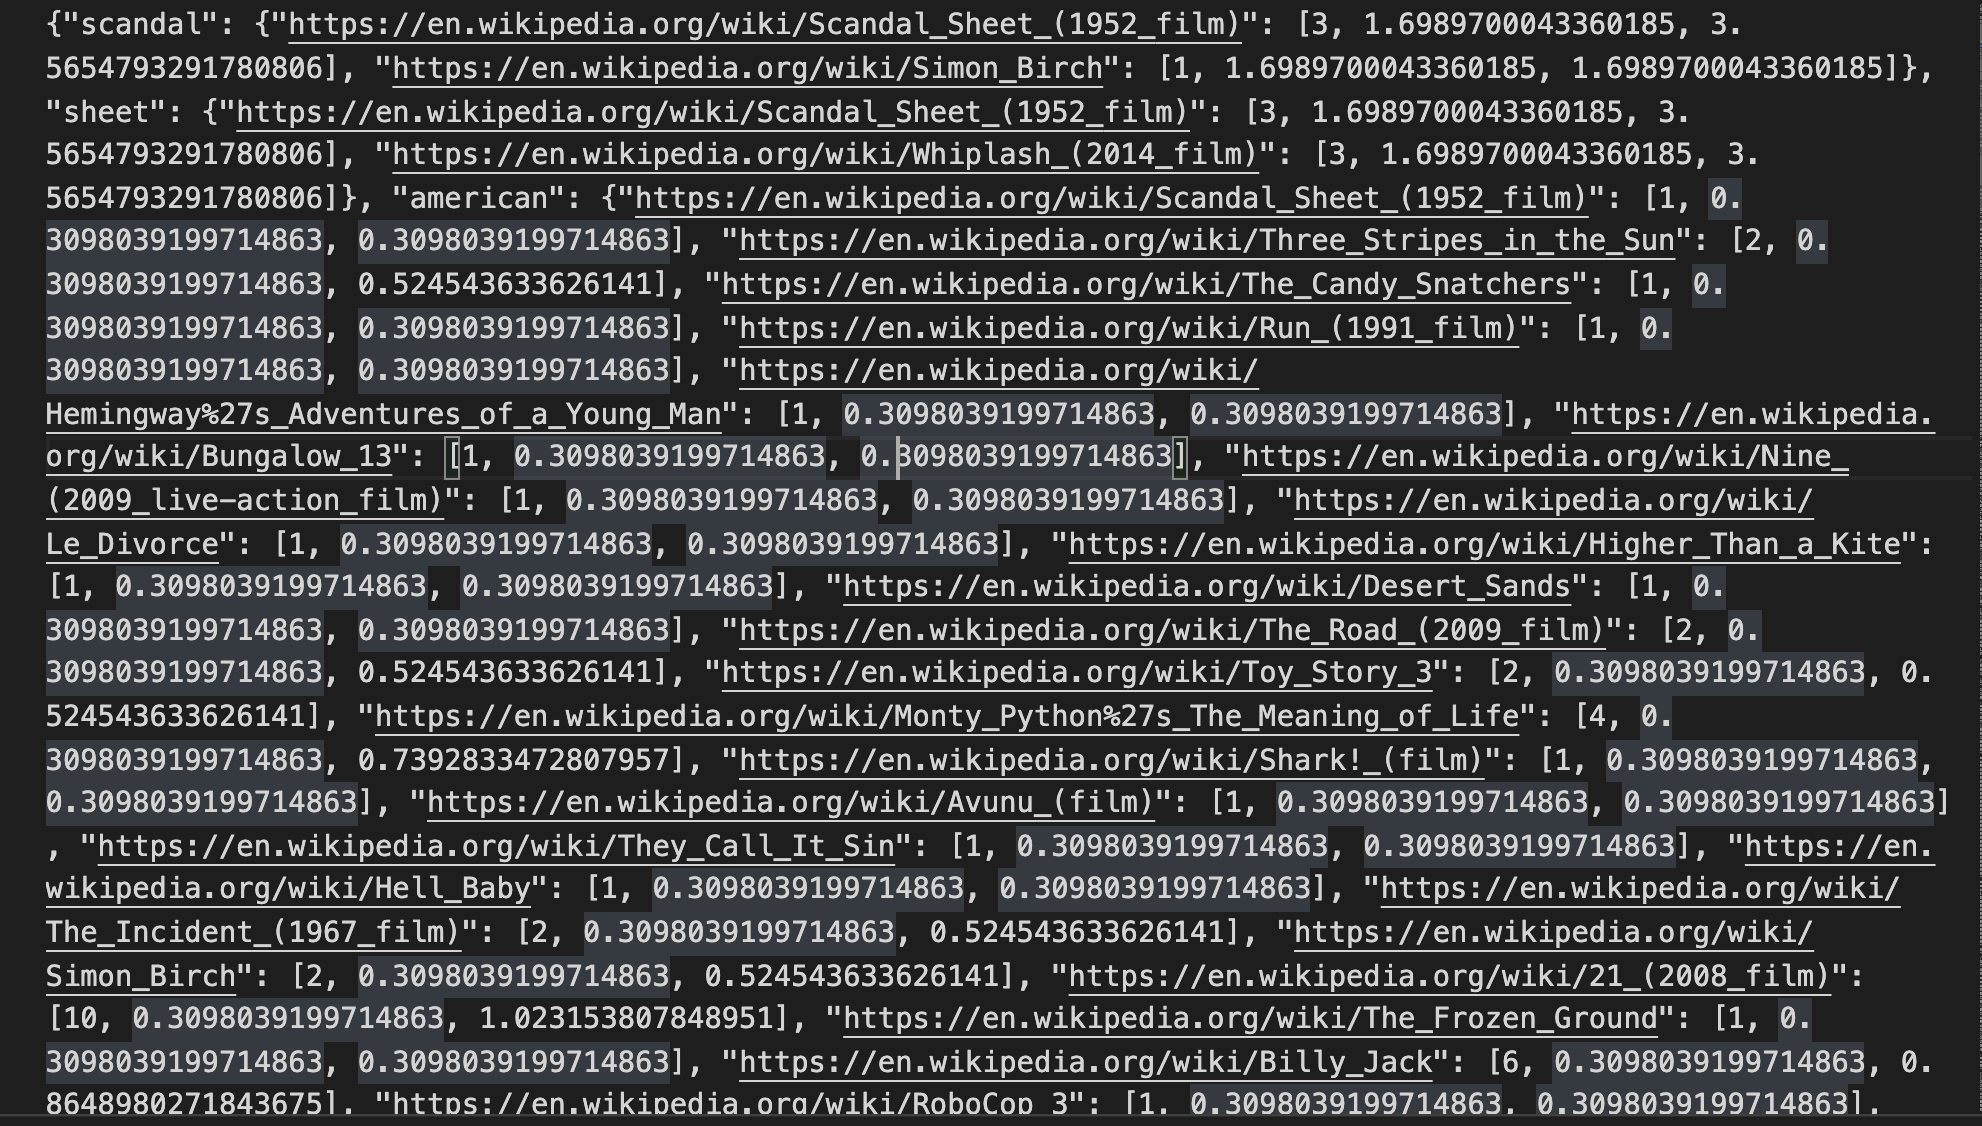 {"scandal": {"https://en.wikipedia.org/wiki/Scandal_Sheet_(1952_film)": [3, 1.6989700043360185, 3.
5654793291780806], "https://en.wikipedia.org/wiki/Simon_Birch": [1, 1.6989700043360185, 1.6989700043360185]},
"sheet": {"https://en.wikipedia.org/wiki/Scandal_Sheet_(1952_film)": [3, 1.6989700043360185, 3.
5654793291780806], "https://en.wikipedia.org/wiki/Whiplash_(2014_film)": [3, 1.6989700043360185, 3.
5654793291780806]}, "american": {"https://en.wikipedia.org/wiki/Scandal_Sheet_(1952_film)": [1, 0.
3098039199714863, 0.3098039199714863], "https://en.wikipedia.org/wiki/Three_Stripes_in_the_Sun": [2, 0.
3098039199714863, 0.524543633626141], "https://en.wikipedia.org/wiki/The_Candy_Snatchers": [1, 0.
3098039199714863, 0.3098039199714863], "https://en.wikipedia.org/wiki/Run_(1991_film)": [1, 0.
3098039199714863, 0.3098039199714863], "https://en.wikipedia.org/wiki/
Hemingway%27s_Adventures_of_a_Young_Man": [1, 0.3098039199714863, 0.3098039199714863], "https://en.wikipedia.
org/wiki/Bungalow_13": [1, 0.3098039199714863, 0.3098039199714863], "https://en.wikipedia.org/wiki/Nine_
(2009_live-action_film)": [1, 0.3098039199714863, 0.3098039199714863], "https://en.wikipedia.org/wiki/
Le_Divorce": [1, 0.3098039199714863, 0.3098039199714863], "https://en.wikipedia.org/wiki/Higher_Than_a_Kite":
[1, 0.3098039199714863, 0.3098039199714863], "https://en.wikipedia.org/wiki/Desert_Sands": [1, 0.
3098039199714863, 0.3098039199714863], "https://en.wikipedia.org/wiki/The_Road_(2009_film)": [2, 0.
3098039199714863, 0.524543633626141], "https://en.wikipedia.org/wiki/Toy_Story_3": [2, 0.3098039199714863, 0.
524543633626141], "https://en.wikipedia.org/wiki/Monty_Python%27s_The_Meaning_of_Life": [4, 0.
3098039199714863, 0.7392833472807957], "https://en.wikipedia.org/wiki/Shark!_(film)": [1, 0.3098039199714863,
0.3098039199714863], "https://en.wikipedia.org/wiki/Avunu_(film)": [1, 0.3098039199714863, 0.3098039199714863]
, "https://en.wikipedia.org/wiki/They_Call_It_Sin": [1, 0.3098039199714863, 0.3098039199714863], "https://en.
wikipedia.org/wiki/Hell_Baby": [1, 0.3098039199714863, 0.3098039199714863], "https://en.wikipedia.org/wiki/
The_Incident_(1967_film)": [2, 0.3098039199714863, 0.524543633626141], "https://en.wikipedia.org/wiki/
Simon_Birch": [2, 0.3098039199714863, 0.524543633626141], "https://en.wikipedia.org/wiki/21_(2008_film)":
[10, 0.3098039199714863, 1.023153807848951], "https://en.wikipedia.org/wiki/The_Frozen_Ground": [1, 0.
3098039199714863, 0.3098039199714863], "https://en.wikipedia.org/wiki/Billy_Jack": [6, 0.3098039199714863, 0.
8648980271843675], "https://en.wikipedia.org/wiki/RoboCop_3": [1, 0.3098039199714863, 0.3098039199714863],